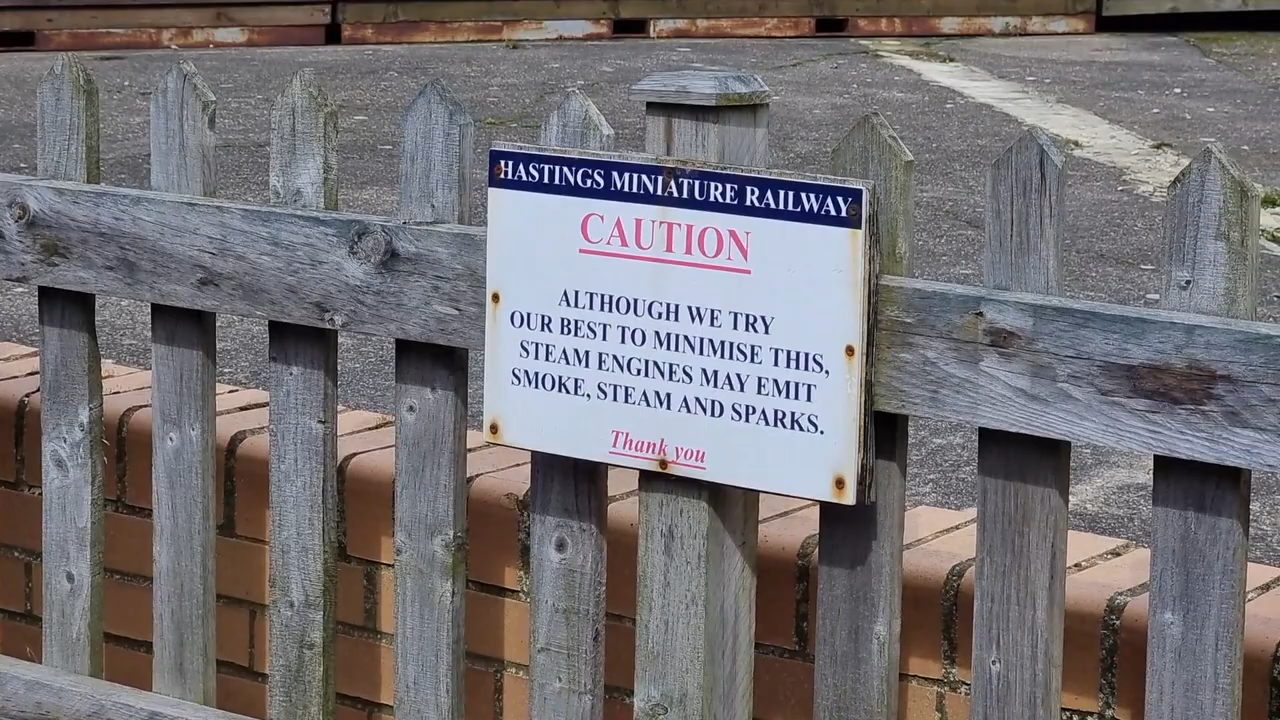 HASTINGS MINIATURE RAILWAY
CAUTION
ALTHOUGH WE TRY
OUR BEST TO MINIMISE THIS,
STEAM ENGINES MAY EMIT
SMOKE, STEAM AND SPARKS.
Thank you